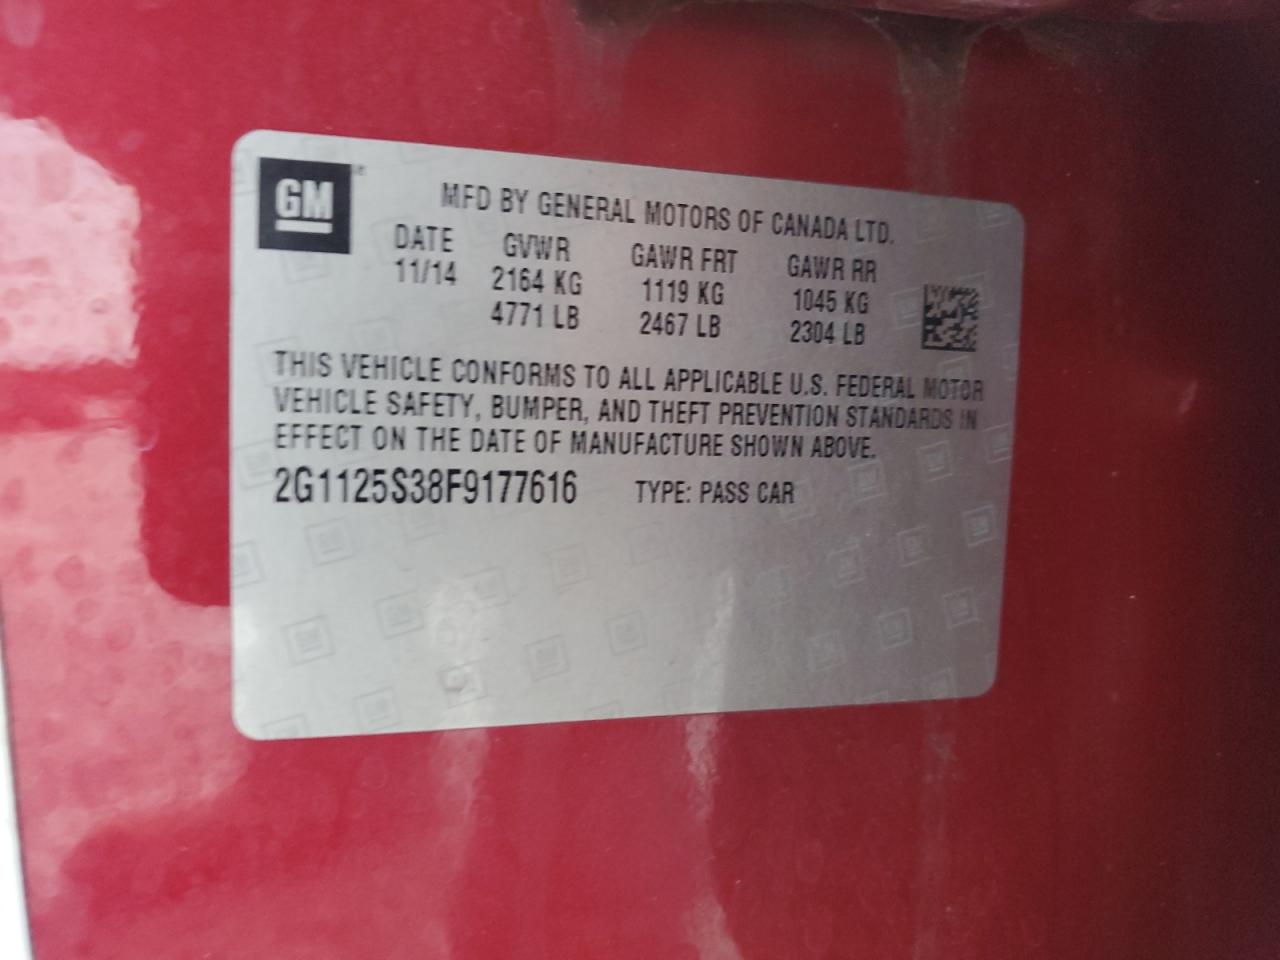 GM
MFD BY GENERAL MOTORS OF CANADA LTD.
DATE GVWR GAWR FRT GAWR RR
11/14 2164 KG 1119 KG 1045 KG
4771 LB 2467 LB 2304 LB
THIS VEHICLE CONFORMS TO ALL APPLICABLE U.S. FEDERAL MOTOR
VEHICLE SAFETY, BUMPER, AND THEFT PREVENTION STANDARDS IN
EFFECT ON THE DATE OF MANUFACTURE SHOWN ABOVE.
2G1125S38F9177616 TYPE: PASS CAR